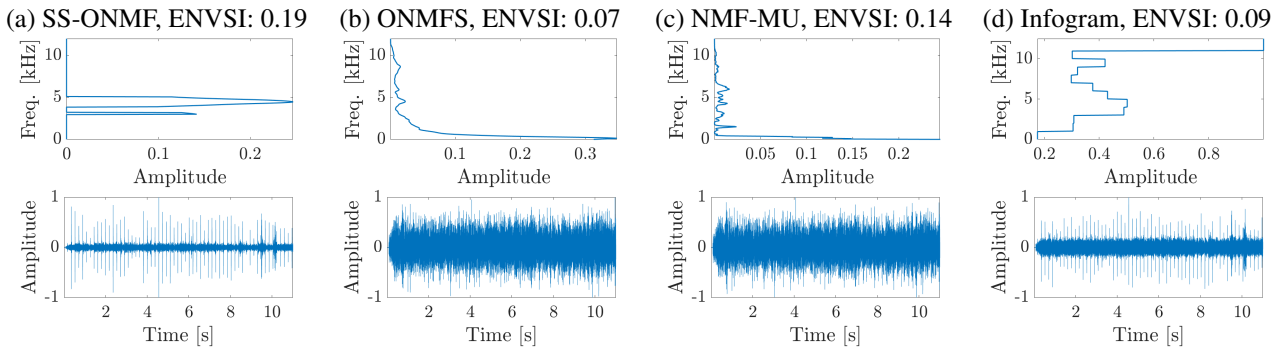 (a) SS-ONMF, ENVSI: 0.19
Freq. [kHz]
10
5
0
0 0.1 0.2
Amplitude
Amplitude
1
0
-1
2 4 6 8 10
Time [s]
(b) ONMFS, ENVSI: 0.07
Freq. [kHz]
10
5
0
0.1 0.2 0.3
Amplitude
Amplitude
1
0
-1
2 4 6 8 10
Time [s]
(c) NMF-MU, ENVSI: 0.14
Freq. [kHz]
10
5
0
0.05 0.1 0.15 0.2
Amplitude
Amplitude
1
0
-1
2 4 6 8 10
Time [s]
(d) Infogram, ENVSI: 0.09
Freq. [kHz]
10
5
0
0.2 0.4 0.6 0.8
Amplitude
Amplitude
1
0
-1
2 4 6 8 10
Time [s]